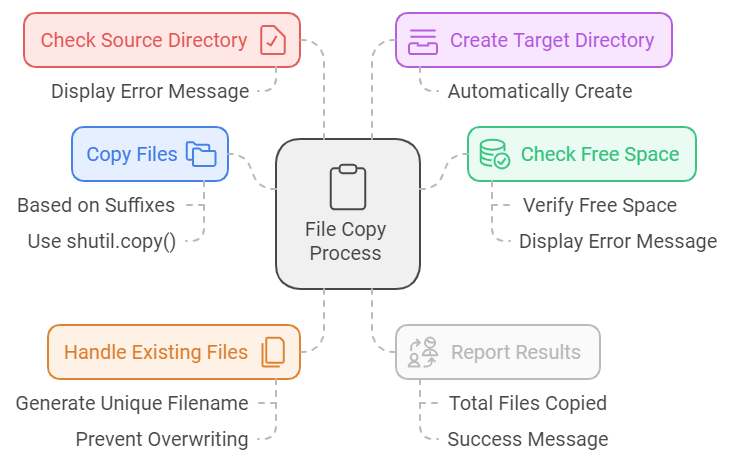 Check Source Directory
Display Error Message
Create Target Directory
Automatically Create
Copy Files
Based on Suffixes
Use shutil.copy()
Check Free Space
Verify Free Space
Display Error Message
File Copy
Process
Handle Existing Files
Generate Unique Filename
Prevent Overwriting
Report Results
Total Files Copied
Success Message